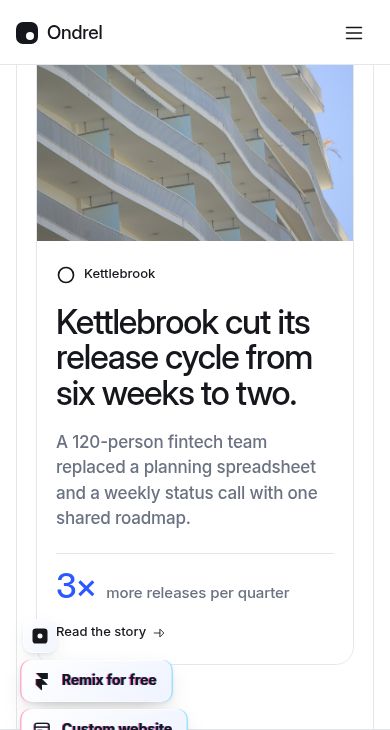 Ondrel
Kettlebrook
Kettlebrook cut its
release cycle from
six weeks to two.
A 120-person fintech team
replaced a planning spreadsheet
and a weekly status call with one
shared roadmap.
3× more releases per quarter
Read the story →
Remix for free
Custom website